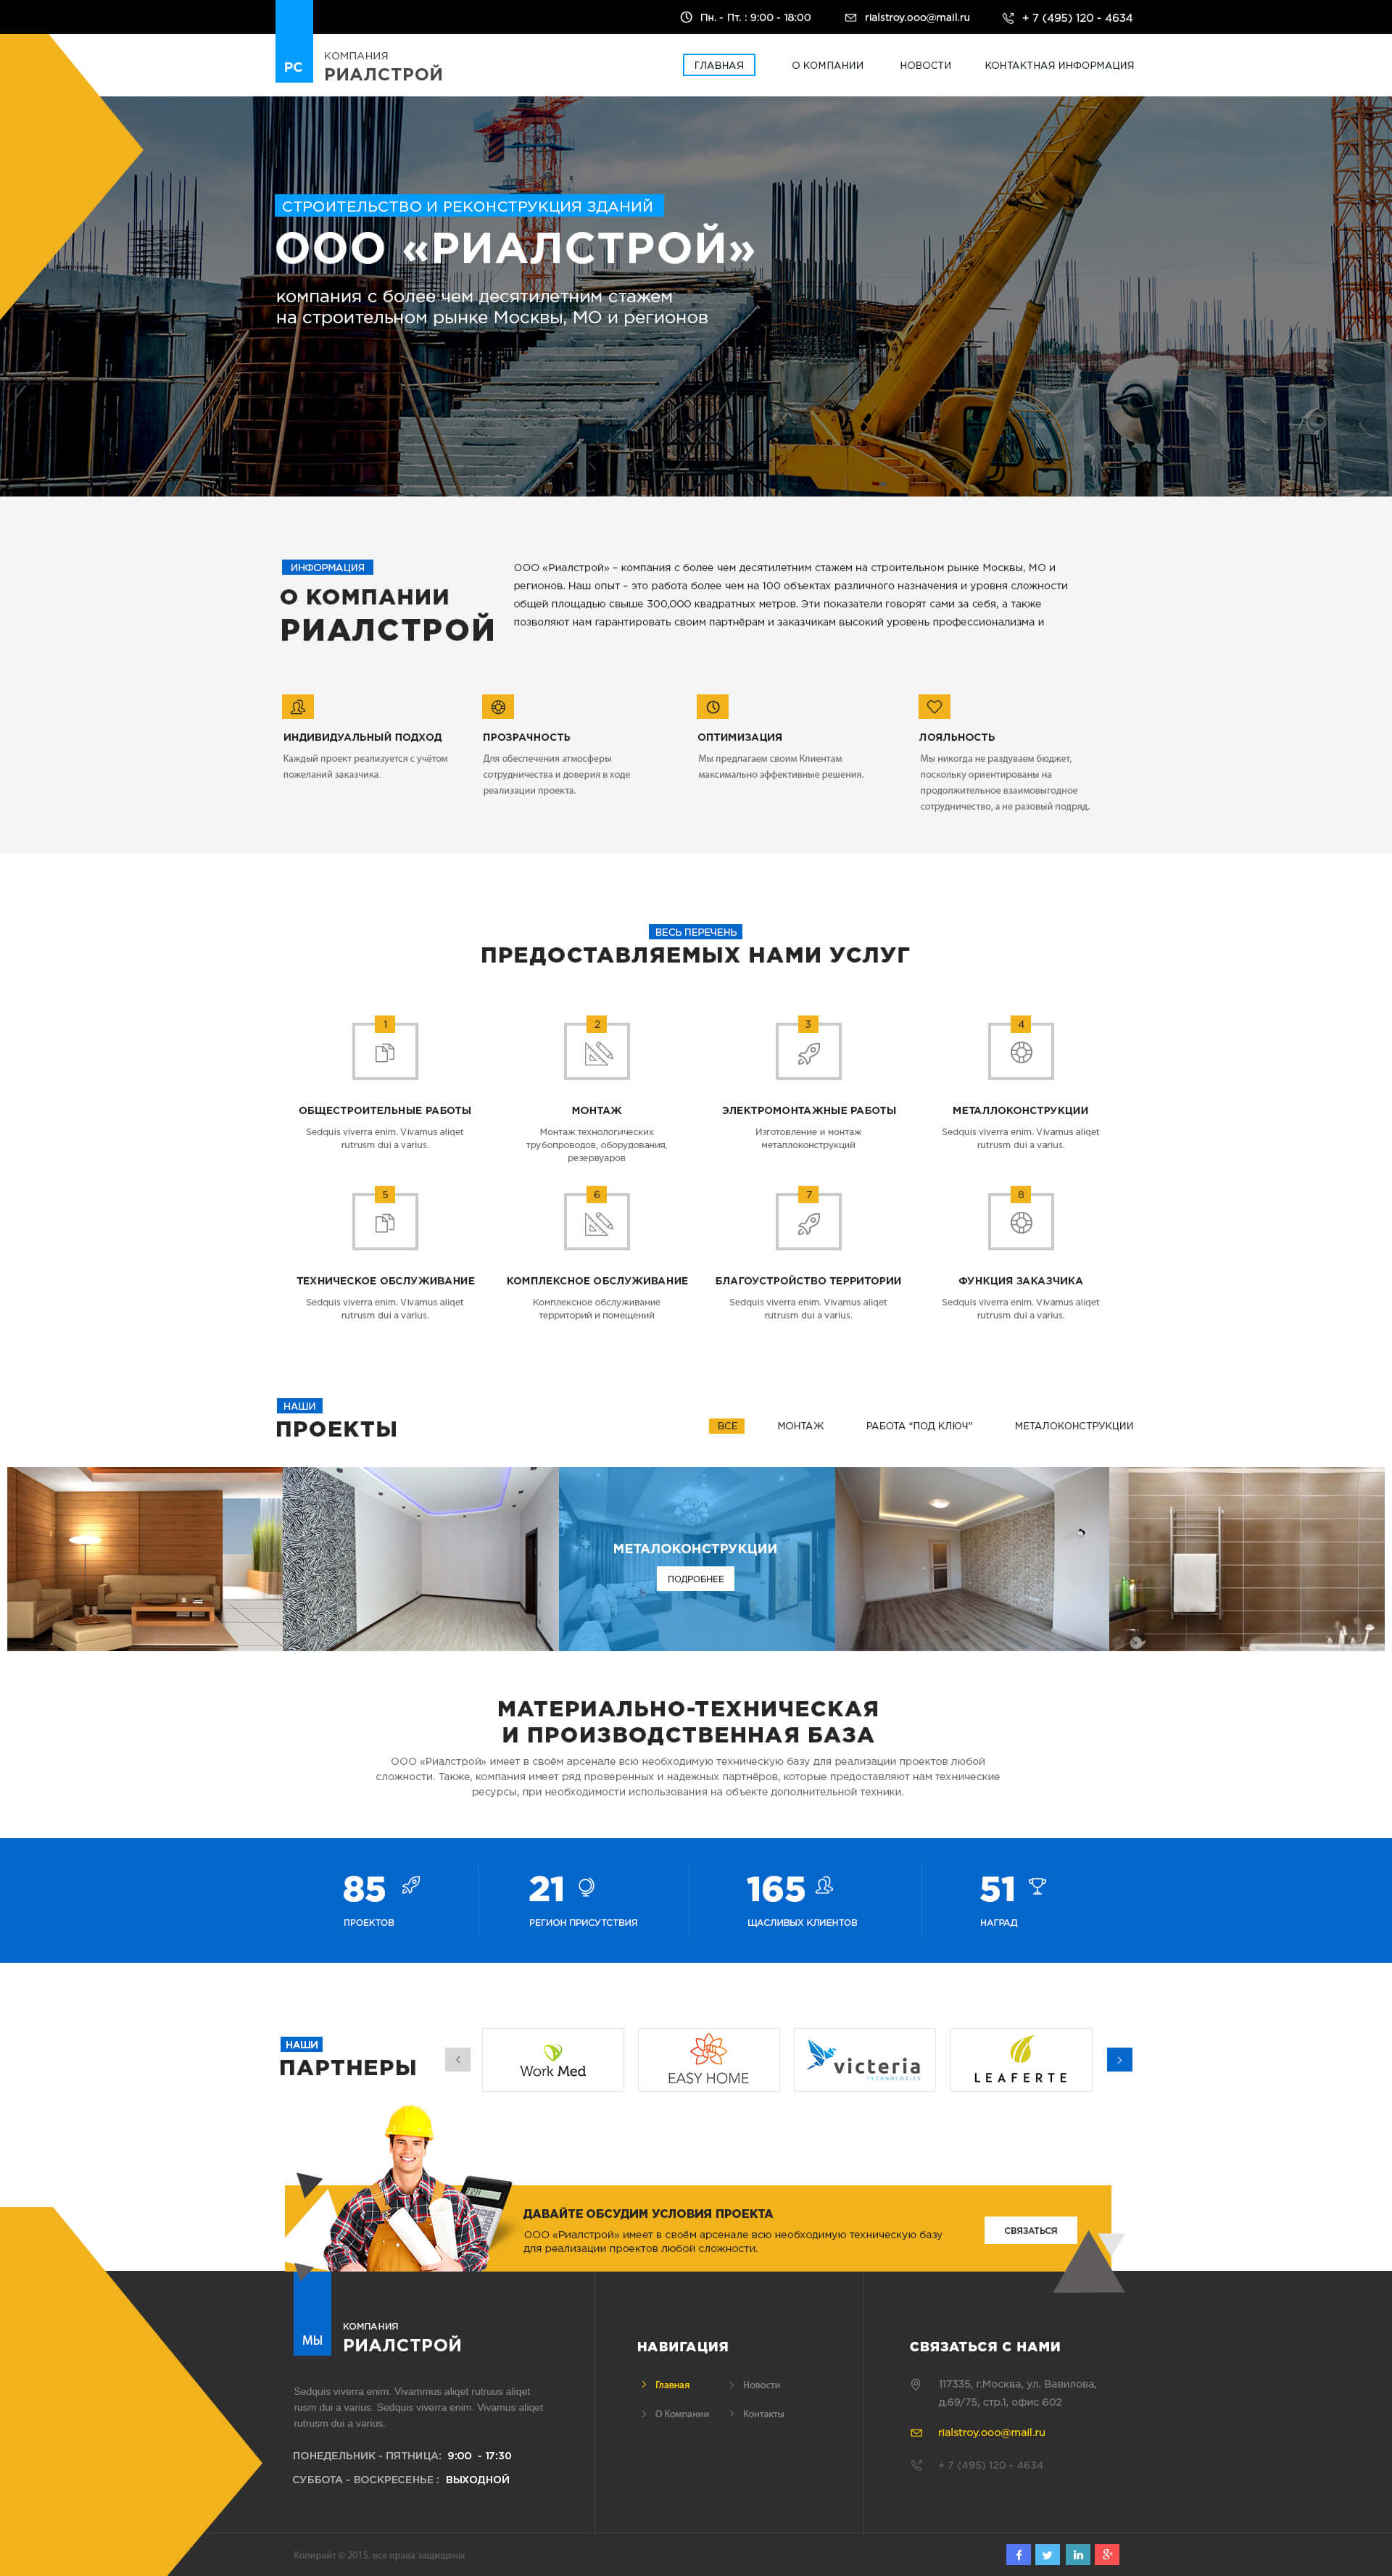 Пн. - Пт. : 9:00 - 18:00
rialstroy.ooo@mail.ru
+ 7 (495) 120 - 4634
РС
КОМПАНИЯ
РИАЛСТРОЙ
ГЛАВНАЯ
О КОМПАНИИ
НОВОСТИ
КОНТАКТНАЯ ИНФОРМАЦИЯ
СТРОИТЕЛЬСТВО И РЕКОНСТРУКЦИЯ ЗДАНИЙ
ООО «РИАЛСТРОЙ»
компания с более чем десятилетним стажем
на строительном рынке Москвы, МО и регионов
ИНФОРМАЦИЯ
О КОМПАНИИ
РИАЛСТРОЙ
ООО «Риалстрой» – компания с более чем десятилетним стажем на строительном рынке Москвы, МО и
регионов. Наш опыт – это работа более чем на 100 объектах различного назначения и уровня сложности
общей площадью свыше 300,000 квадратных метров. Эти показатели говорят сами за себя, а также
позволяют нам гарантировать своим партнёрам и заказчикам высокий уровень профессионализма и
ИНДИВИДУАЛЬНЫЙ ПОДХОД
Каждый проект реализуется с учётом
пожеланий заказчика.
ПРОЗРАЧНОСТЬ
Для обеспечения атмосферы
сотрудничества и доверия в ходе
реализации проекта.
ОПТИМИЗАЦИЯ
Мы предлагаем своим Клиентам
максимально эффективные решения.
ЛОЯЛЬНОСТЬ
Мы никогда не раздуваем бюджет,
поскольку ориентированы на
продолжительное взаимовыгодное
сотрудничество, а не разовый подряд.
ВЕСЬ ПЕРЕЧЕНЬ
ПРЕДОСТАВЛЯЕМЫХ НАМИ УСЛУГ
1
ОБЩЕСТРОИТЕЛЬНЫЕ РАБОТЫ
Sedquis viverra enim. Vivamus aliqet
rutrusm dui a varius.
2
МОНТАЖ
Монтаж технологических
трубопроводов, оборудования,
резервуаров
3
ЭЛЕКТРОМОНТАЖНЫЕ РАБОТЫ
Изготовление и монтаж
металлоконструкций
4
МЕТАЛЛОКОНСТРУКЦИИ
Sedquis viverra enim. Vivamus aliqet
rutrusm dui a varius.
5
ТЕХНИЧЕСКОЕ ОБСЛУЖИВАНИЕ
Sedquis viverra enim. Vivamus aliqet
rutrusm dui a varius.
6
КОМПЛЕКСНОЕ ОБСЛУЖИВАНИЕ
Комплексное обслуживание
территорий и помещений
7
БЛАГОУСТРОЙСТВО ТЕРРИТОРИИ
Sedquis viverra enim. Vivamus aliqet
rutrusm dui a varius.
8
ФУНКЦИЯ ЗАКАЗЧИКА
Sedquis viverra enim. Vivamus aliqet
rutrusm dui a varius.
НАШИ
ПРОЕКТЫ
ВСЕ
МОНТАЖ
РАБОТА “ПОД КЛЮЧ”
МЕТАЛОКОНСТРУКЦИИ
МЕТАЛОКОНСТРУКЦИИ
ПОДРОБНЕЕ
МАТЕРИАЛЬНО-ТЕХНИЧЕСКАЯ
И ПРОИЗВОДСТВЕННАЯ БАЗА
ООО «Риалстрой» имеет в своём арсенале всю необходимую техническую базу для реализации проектов любой
сложности. Также, компания имеет ряд проверенных и надежных партнёров, которые предоставляют нам технические
ресурсы, при необходимости использования на объекте дополнительной техники.
85
ПРОЕКТОВ
21
РЕГИОН ПРИСУТСТВИЯ
165
ЩАСЛИВЫХ КЛИЕНТОВ
51
НАГРАД
НАШИ
ПАРТНЕРЫ
Work Med
EASY HOME
victeria
TECHNOLOGIES
LEAFERTE
ДАВАЙТЕ ОБСУДИМ УСЛОВИЯ ПРОЕКТА
ООО «Риалстрой» имеет в своём арсенале всю необходимую техническую базу
для реализации проектов любой сложности.
СВЯЗАТЬСЯ
МЫ
КОМПАНИЯ
РИАЛСТРОЙ
Sedquis viverra enim. Vivammus aliqet rutruus aliqet
rusm dui a varius. Sedquis viverra enim. Vivamus aliqet
rutrusm dui a varius.
ПОНЕДЕЛЬНИК - ПЯТНИЦА: 9:00 - 17:30
СУББОТА - ВОСКРЕСЕНЬЕ : ВЫХОДНОЙ
НАВИГАЦИЯ
Главная
Новости
О Компании
Контакты
СВЯЗАТЬСЯ С НАМИ
117335, г.Москва, ул. Вавилова,
д.69/75, стр.1, офис 602
rialstroy.ooo@mail.ru
+ 7 (495) 120 - 4634
Копирайт © 2015. все права защищены